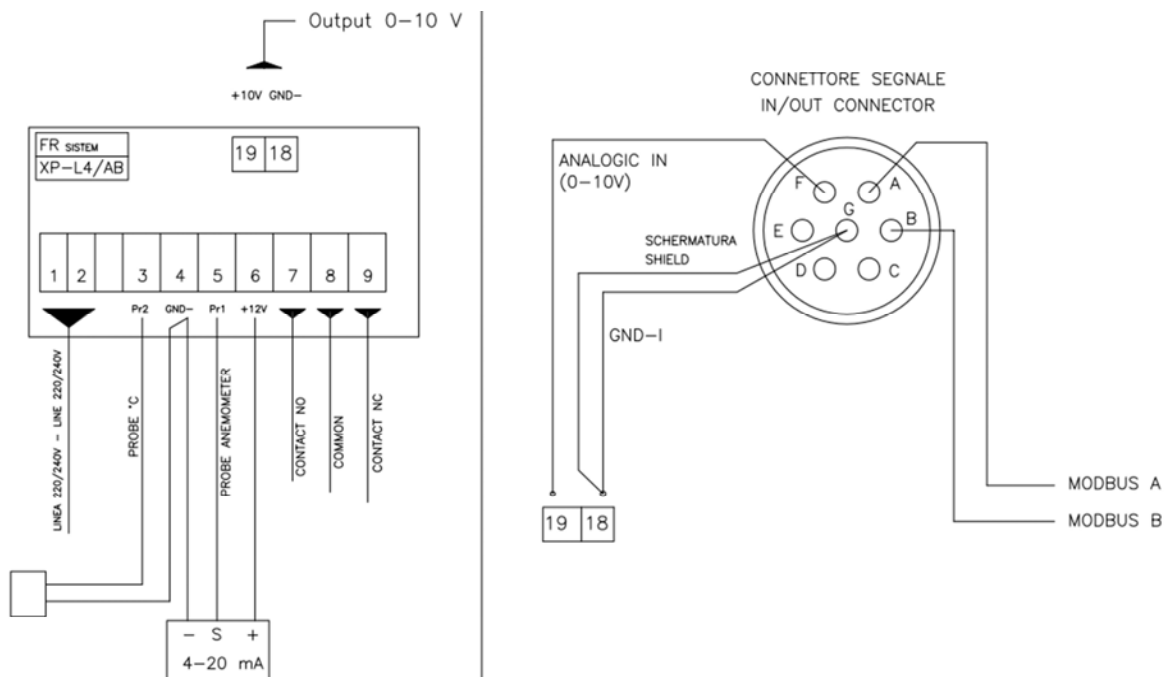 Output 0-10 V
+10V GND-
FR SISTEM
XP-L4/AB
19 18
1 2 3 4 5 6 7 8 9
Pr2 GND- Pr1 +12V
LINEA 220/240V - LINE 220/240V
PROBE °C
PROBE ANEMOMETER
CONTACT NO
COMMON
CONTACT NC
- S +
4-20 mA
CONNETTORE SEGNALE
IN/OUT CONNECTOR
ANALOGIC IN
(0-10V)
F A
G
E B
D C
SCHERMATURA
SHIELD
GND-I
19 18
MODBUS A
MODBUS B